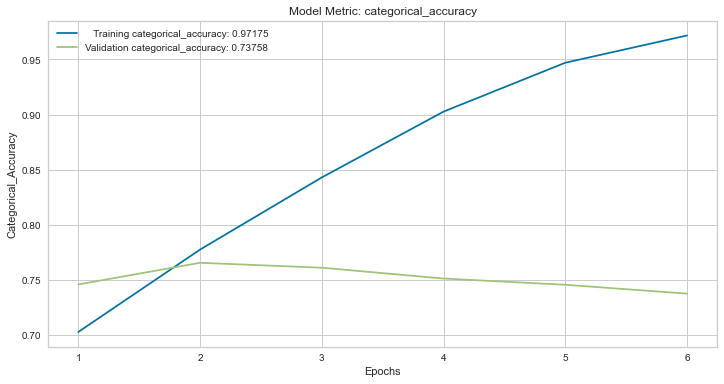 Model Metric: categorical_accuracy
Training categorical_accuracy: 0.97175
Validation categorical_accuracy: 0.73758
Categorical_Accuracy
0.95
0.90
0.85
0.80
0.75
0.70
1 2 3 4 5 6
Epochs